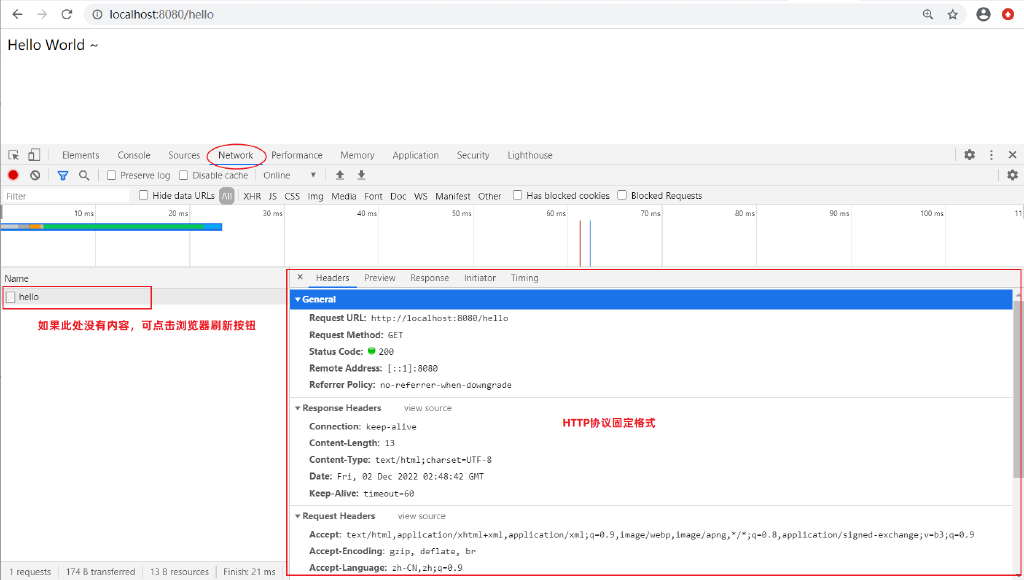 localhost:8080/hello
Hello World ~
Elements Console Sources Network Performance Memory Application Security Lighthouse
Preserve log Disable cache Online
Filter Hide data URLs All XHR JS CSS Img Media Font Doc WS Manifest Other Has blocked cookies Blocked Requests
10 ms 20 ms 30 ms 40 ms 50 ms 60 ms 70 ms 80 ms 90 ms 100 ms 11
Name
hello
如果此处没有内容，可点击浏览器刷新按钮
× Headers Preview Response Initiator Timing
General
Request URL: http://localhost:8080/hello
Request Method: GET
Status Code: 200
Remote Address: [::1]:8080
Referrer Policy: no-referrer-when-downgrade
Response Headers view source
HTTP协议固定格式
Connection: keep-alive
Content-Length: 13
Content-Type: text/html;charset=UTF-8
Date: Fri, 02 Dec 2022 02:48:42 GMT
Keep-Alive: timeout=60
Request Headers view source
Accept: text/html,application/xhtml+xml,application/xml;q=0.9,image/webp,image/apng,*/*;q=0.8,application/signed-exchange;v=b3;q=0.9
Accept-Encoding: gzip, deflate, br
Accept-Language: zh-CN,zh;q=0.9
1 requests 174 B transferred 13 B resources Finish: 21 ms